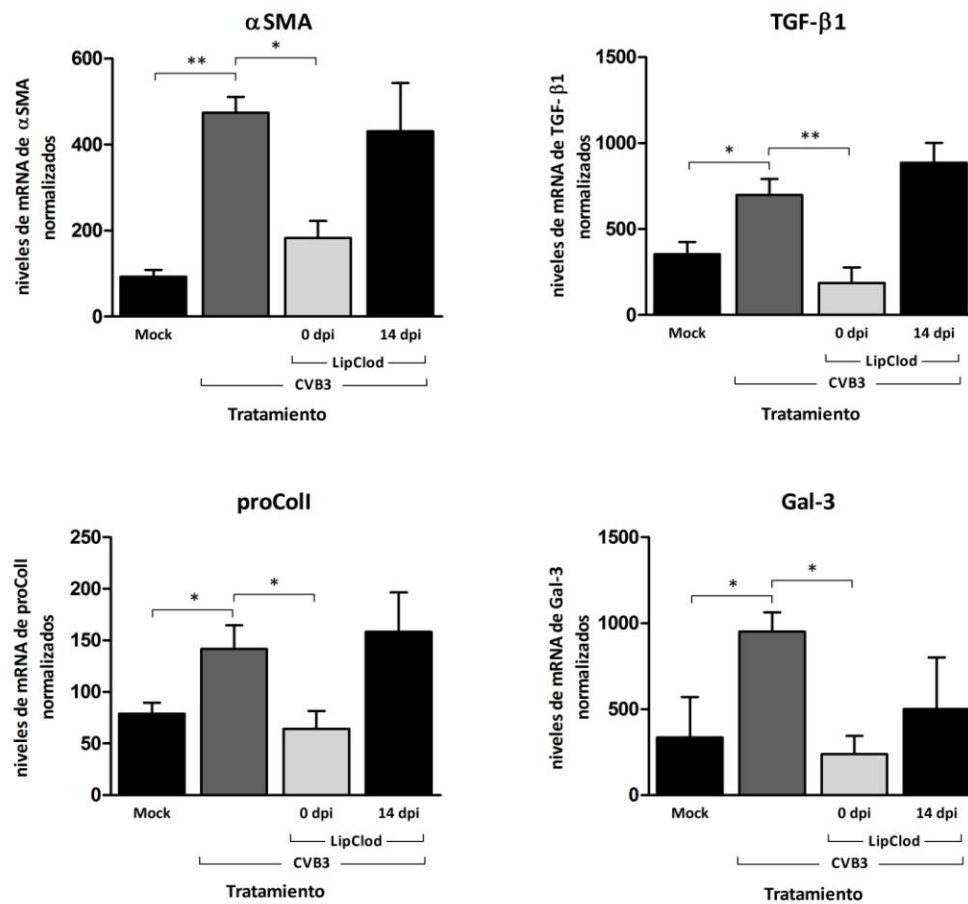 αSMA
niveles de mRNA de αSMA
normalizados
600
400
200
0
**
*
Mock
0 dpi
14 dpi
LipClod
CVB3
Tratamiento
TGF-β1
niveles de mRNA de TGF- β1
normalizados
1500
1000
500
0
*
**
Mock
0 dpi
14 dpi
LipClod
CVB3
Tratamiento
proColI
niveles de mRNA de proColI
normalizados
250
200
150
100
50
0
*
*
Mock
0 dpi
14 dpi
LipClod
CVB3
Tratamiento
Gal-3
niveles de mRNA de Gal-3
normalizados
1500
1000
500
0
*
*
Mock
0 dpi
14 dpi
LipClod
CVB3
Tratamiento